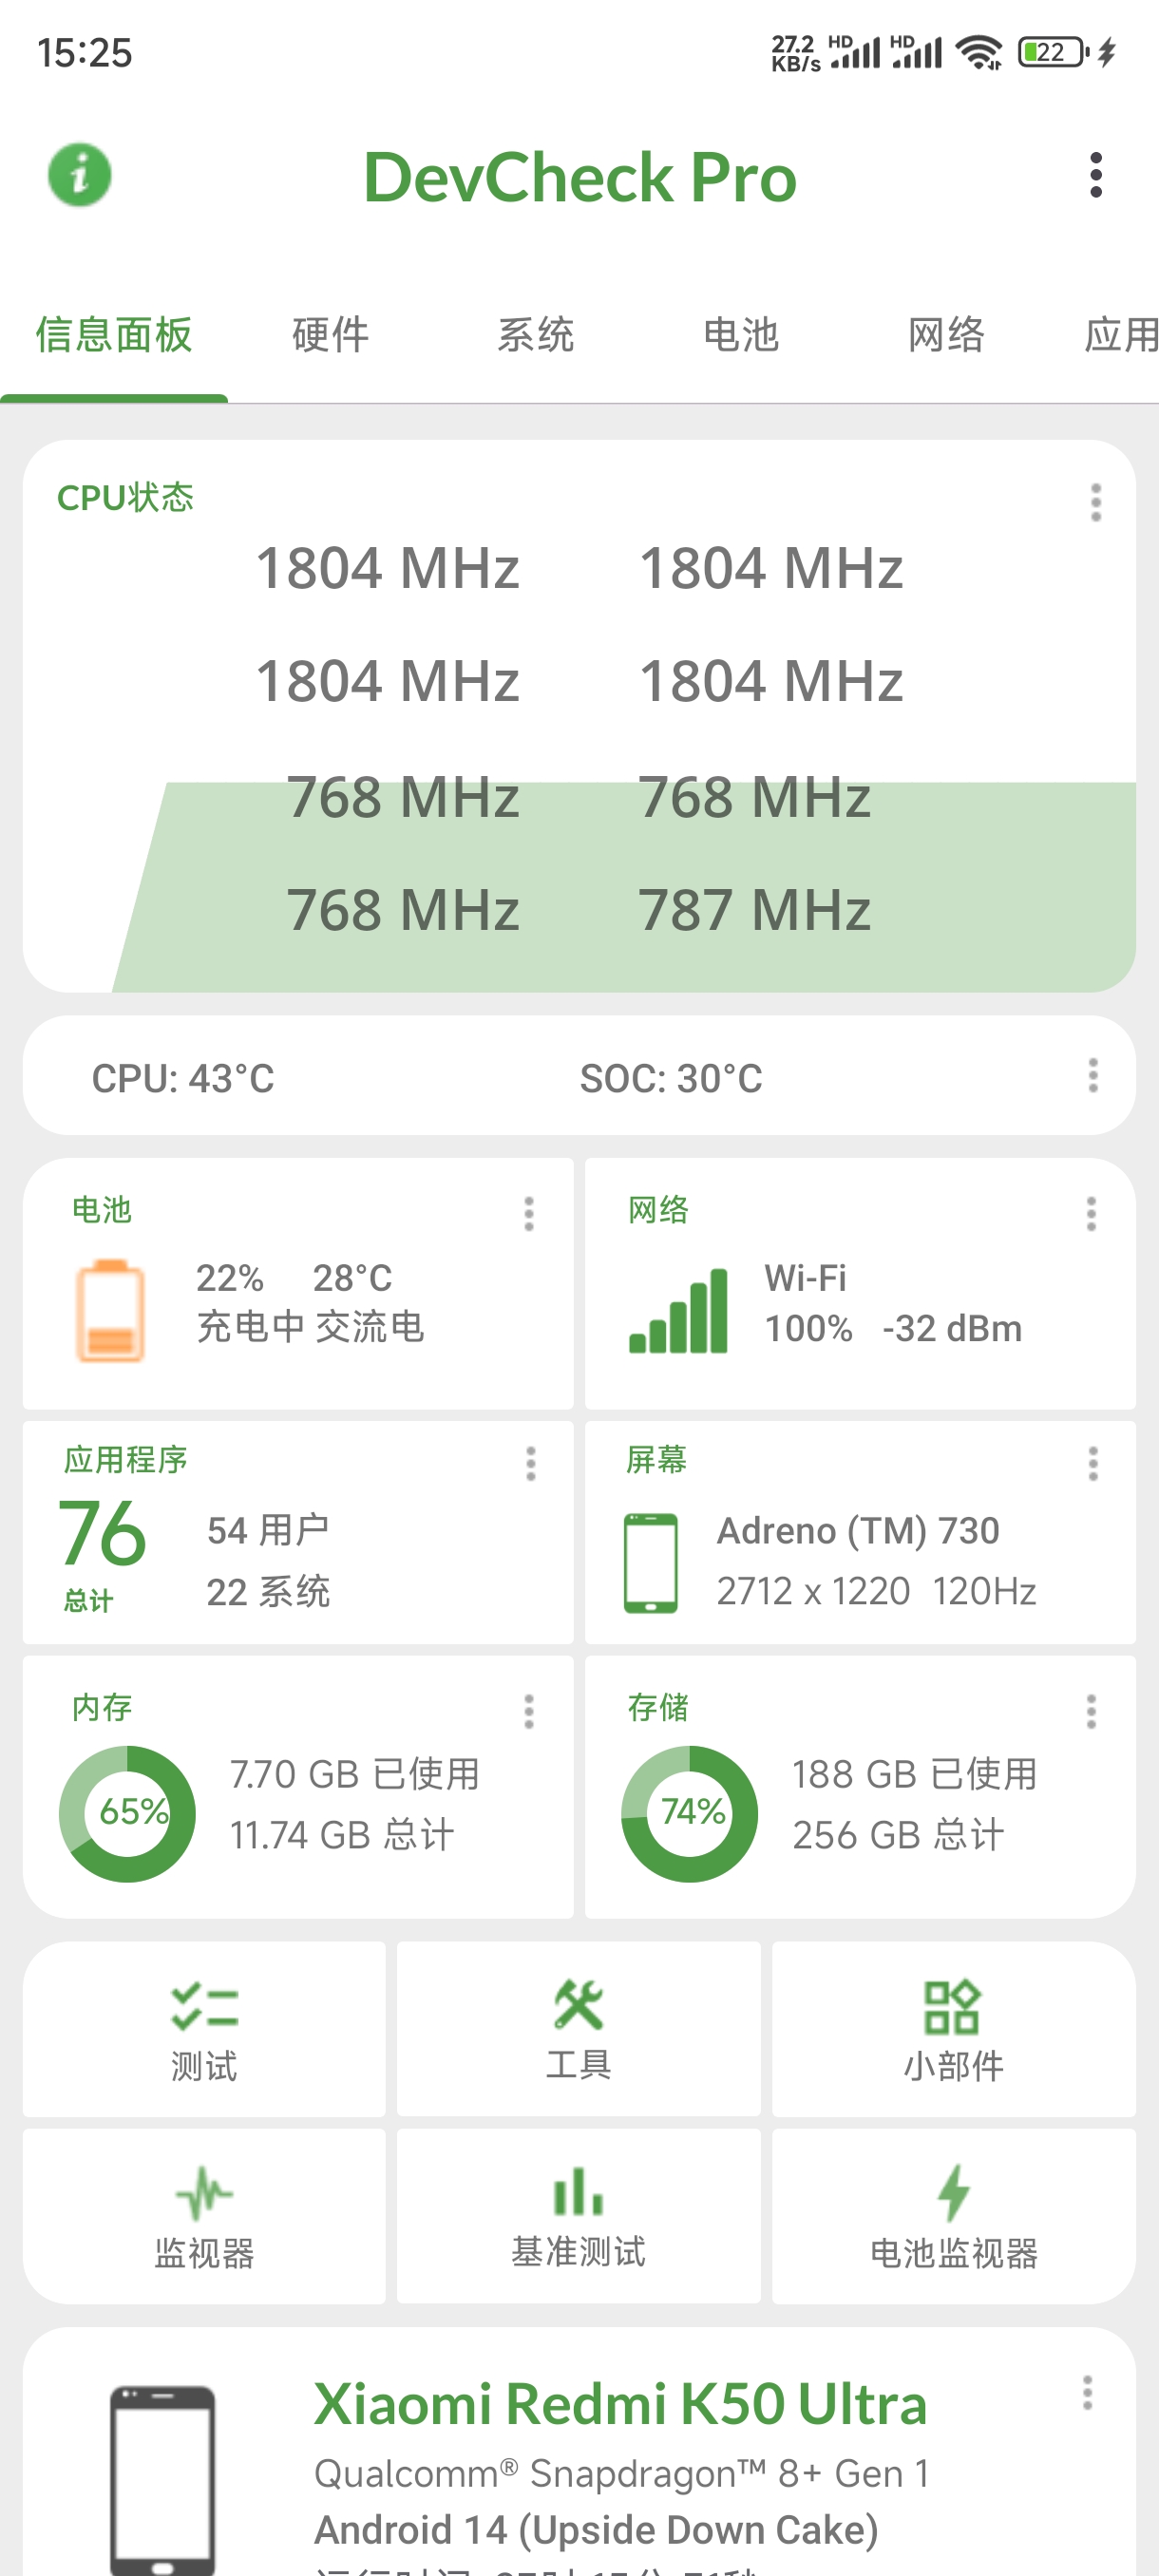 15:25
27.2 KB/s HD HD 22
DevCheck Pro
信息面板 硬件 系统 电池 网络 应用
CPU状态
1804 MHz 1804 MHz
1804 MHz 1804 MHz
768 MHz 768 MHz
768 MHz 787 MHz
CPU: 43°C SOC: 30°C
电池
22% 28°C
充电中 交流电
网络
Wi-Fi
100% -32 dBm
应用程序
76
总计
54 用户
22 系统
屏幕
Adreno (TM) 730
2712 x 1220 120Hz
内存
65%
7.70 GB 已使用
11.74 GB 总计
存储
74%
188 GB 已使用
256 GB 总计
测试 工具 小部件
监视器 基准测试 电池监视器
Xiaomi Redmi K50 Ultra
Qualcomm® Snapdragon™ 8+ Gen 1
Android 14 (Upside Down Cake)